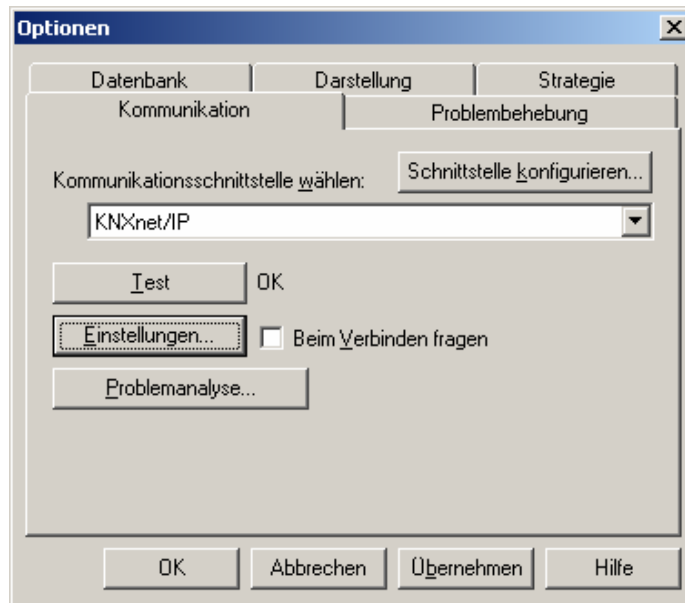 Optionen
Datenbank Darstellung Strategie
Kommunikation Problembehebung
Kommunikationsschnittstelle wählen: Schnittstelle konfigurieren...
KNXnet/IP
Test OK
Einstellungen... Beim Verbinden fragen
Problemanalyse...
OK Abbrechen Übernehmen Hilfe